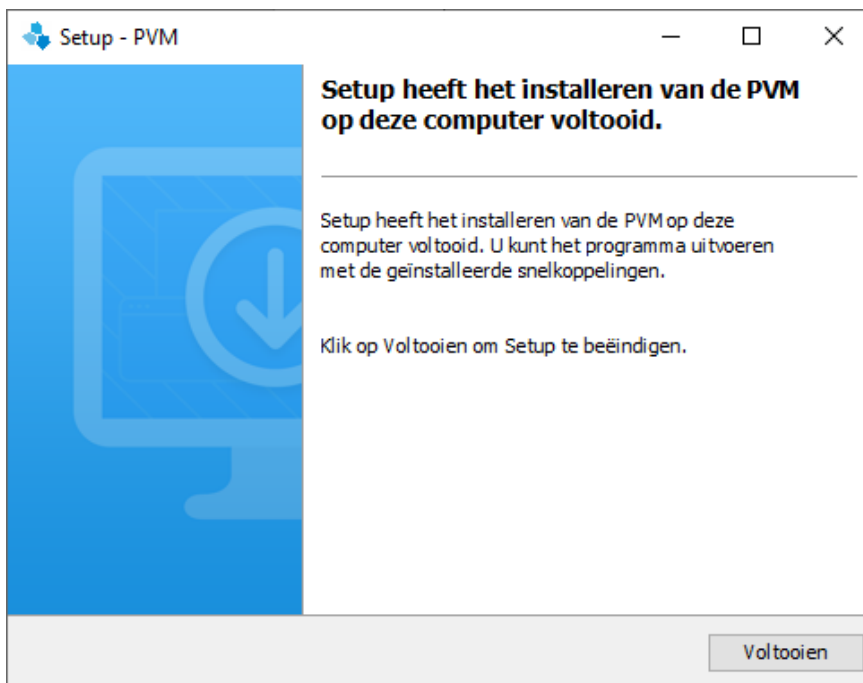 Setup - PVM
Setup heeft het installeren van de PVM
op deze computer voltooid.
Setup heeft het installeren van de PVM op deze
computer voltooid. U kunt het programma uitvoeren
met de geïnstalleerde snelkoppelingen.
Klik op Voltooien om Setup te beëindigen.
Voltooien